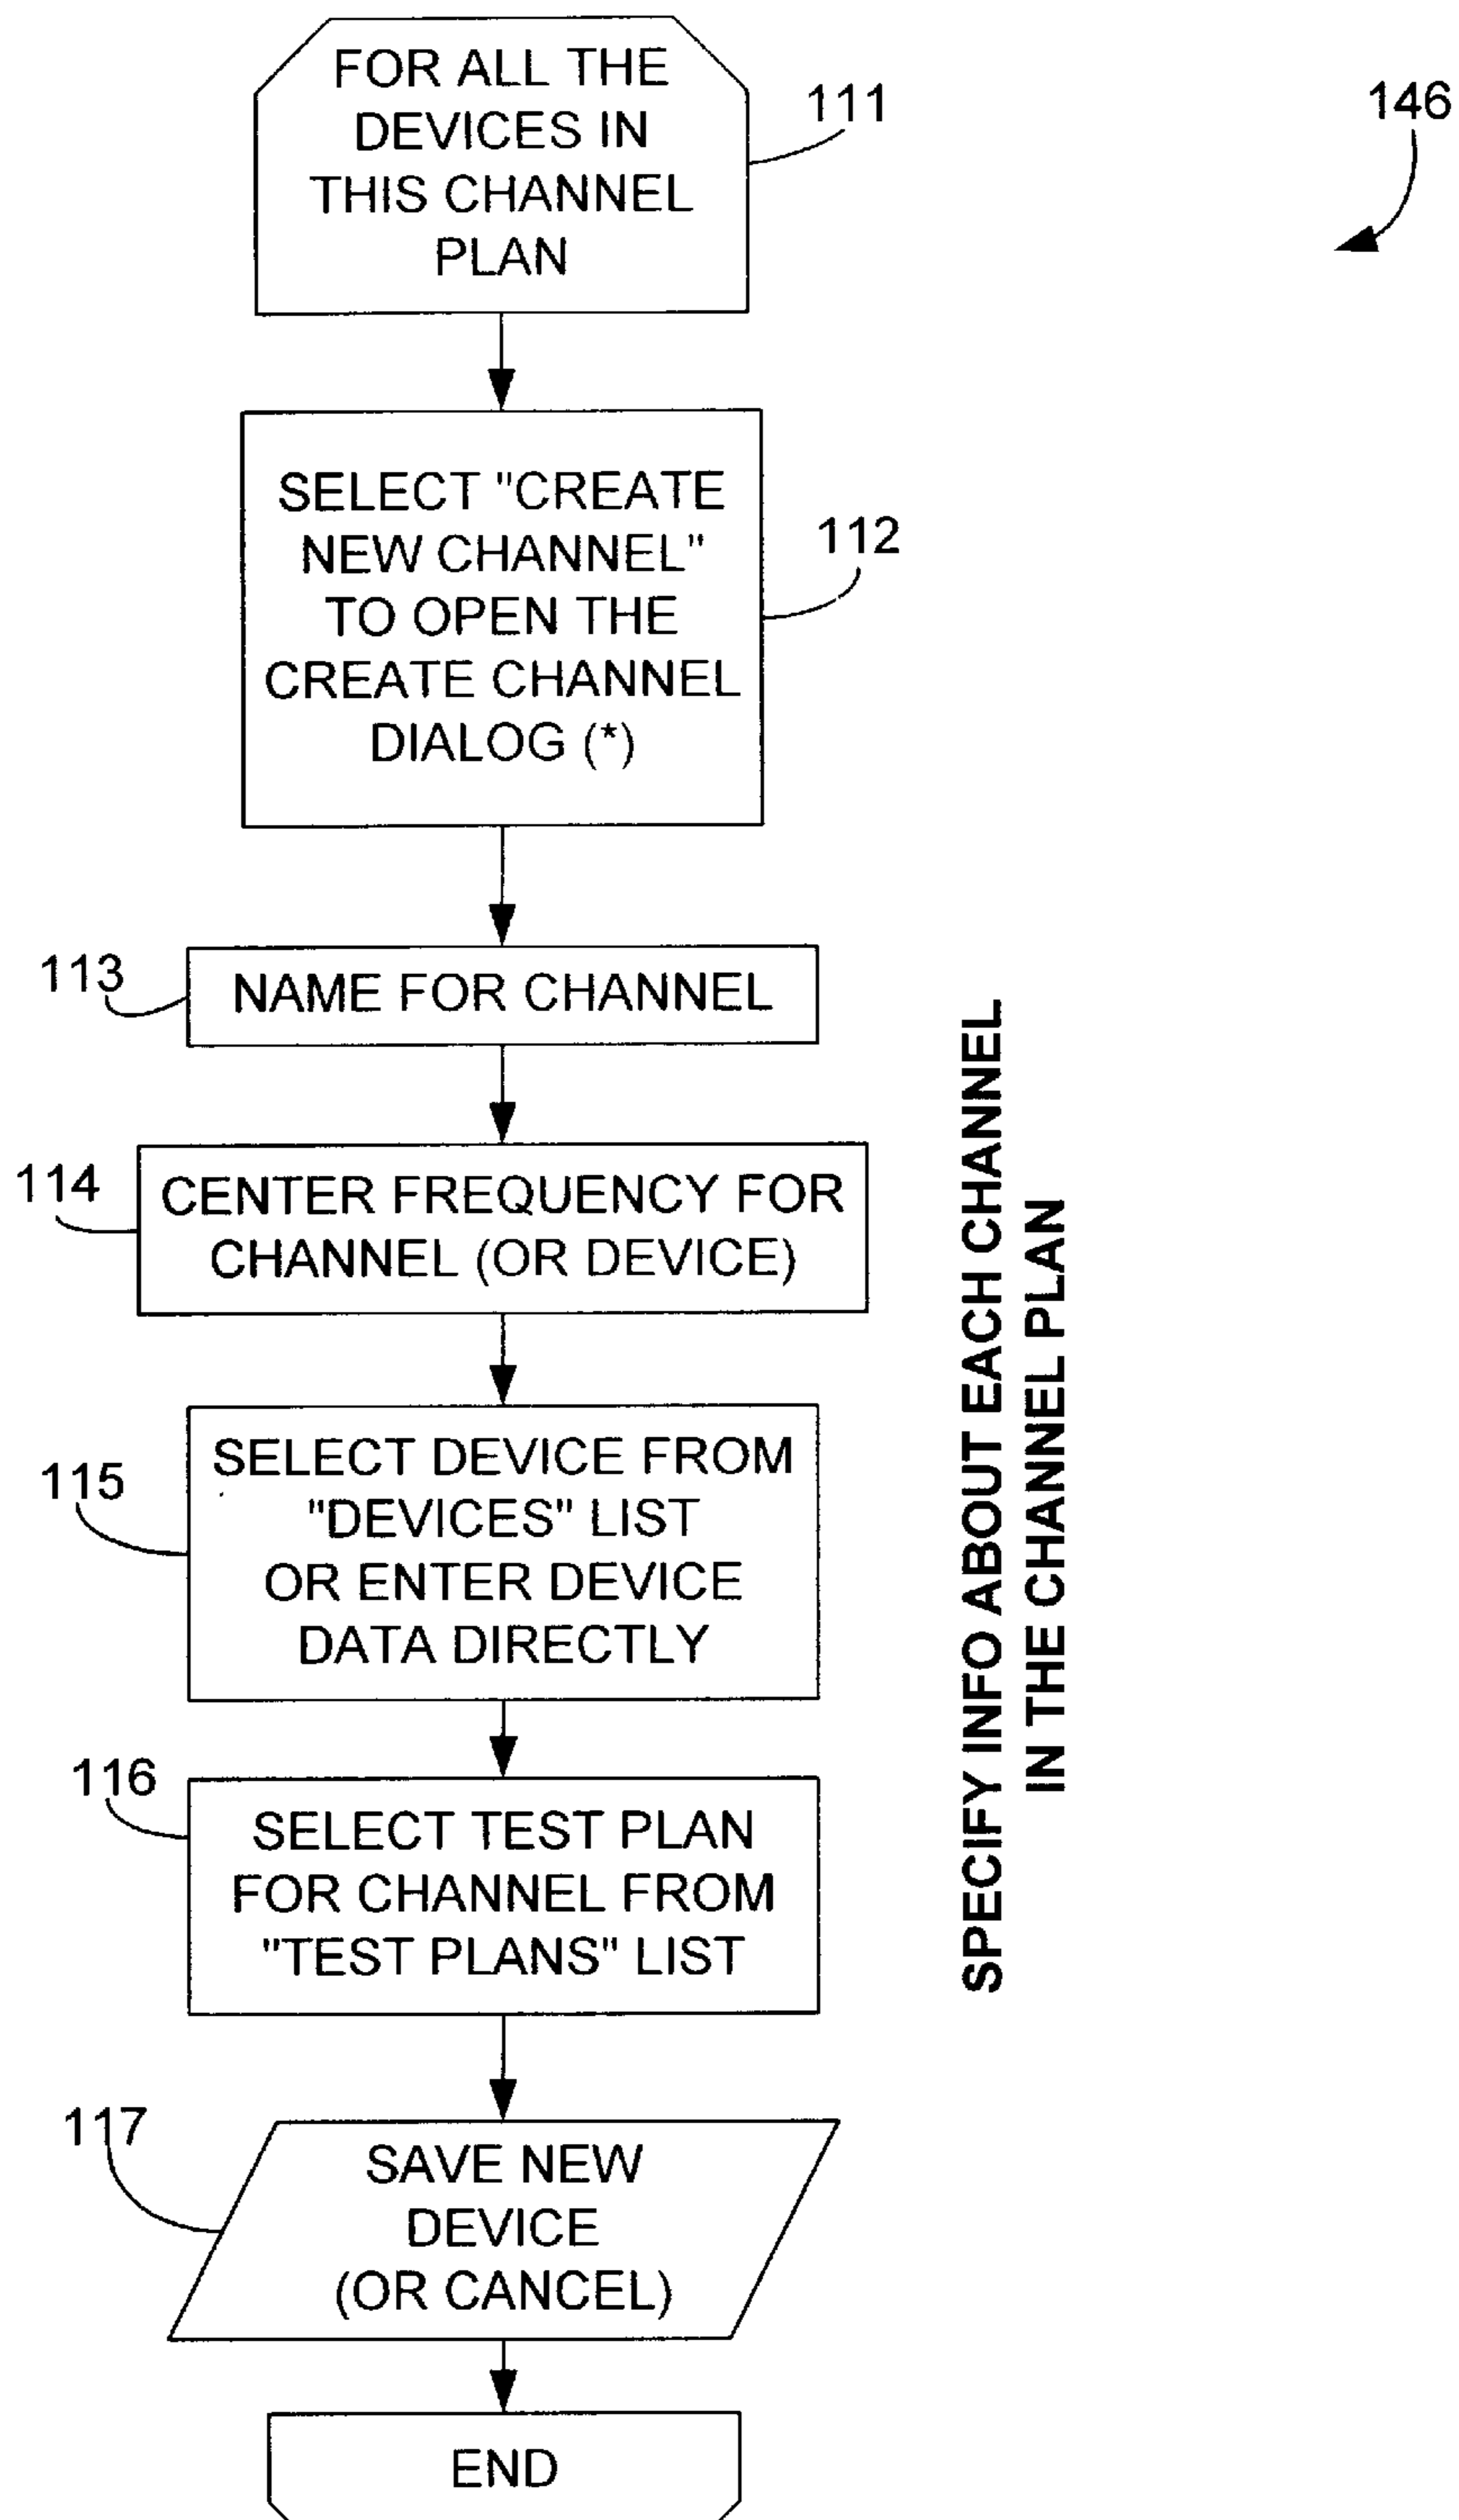 FOR ALL THE
DEVICES IN
THIS CHANNEL
PLAN
111
146
SELECT "CREATE
NEW CHANNEL"
TO OPEN THE
CREATE CHANNEL
DIALOG (*)
112
113
NAME FOR CHANNEL
114
CENTER FREQUENCY FOR
CHANNEL (OR DEVICE)
115
SELECT DEVICE FROM
"DEVICES" LIST
OR ENTER DEVICE
DATA DIRECTLY
116
SELECT TEST PLAN
FOR CHANNEL FROM
"TEST PLANS" LIST
117
SAVE NEW
DEVICE
(OR CANCEL)
END
SPECIFY INFO ABOUT EACH CHANNEL
IN THE CHANNEL PLAN